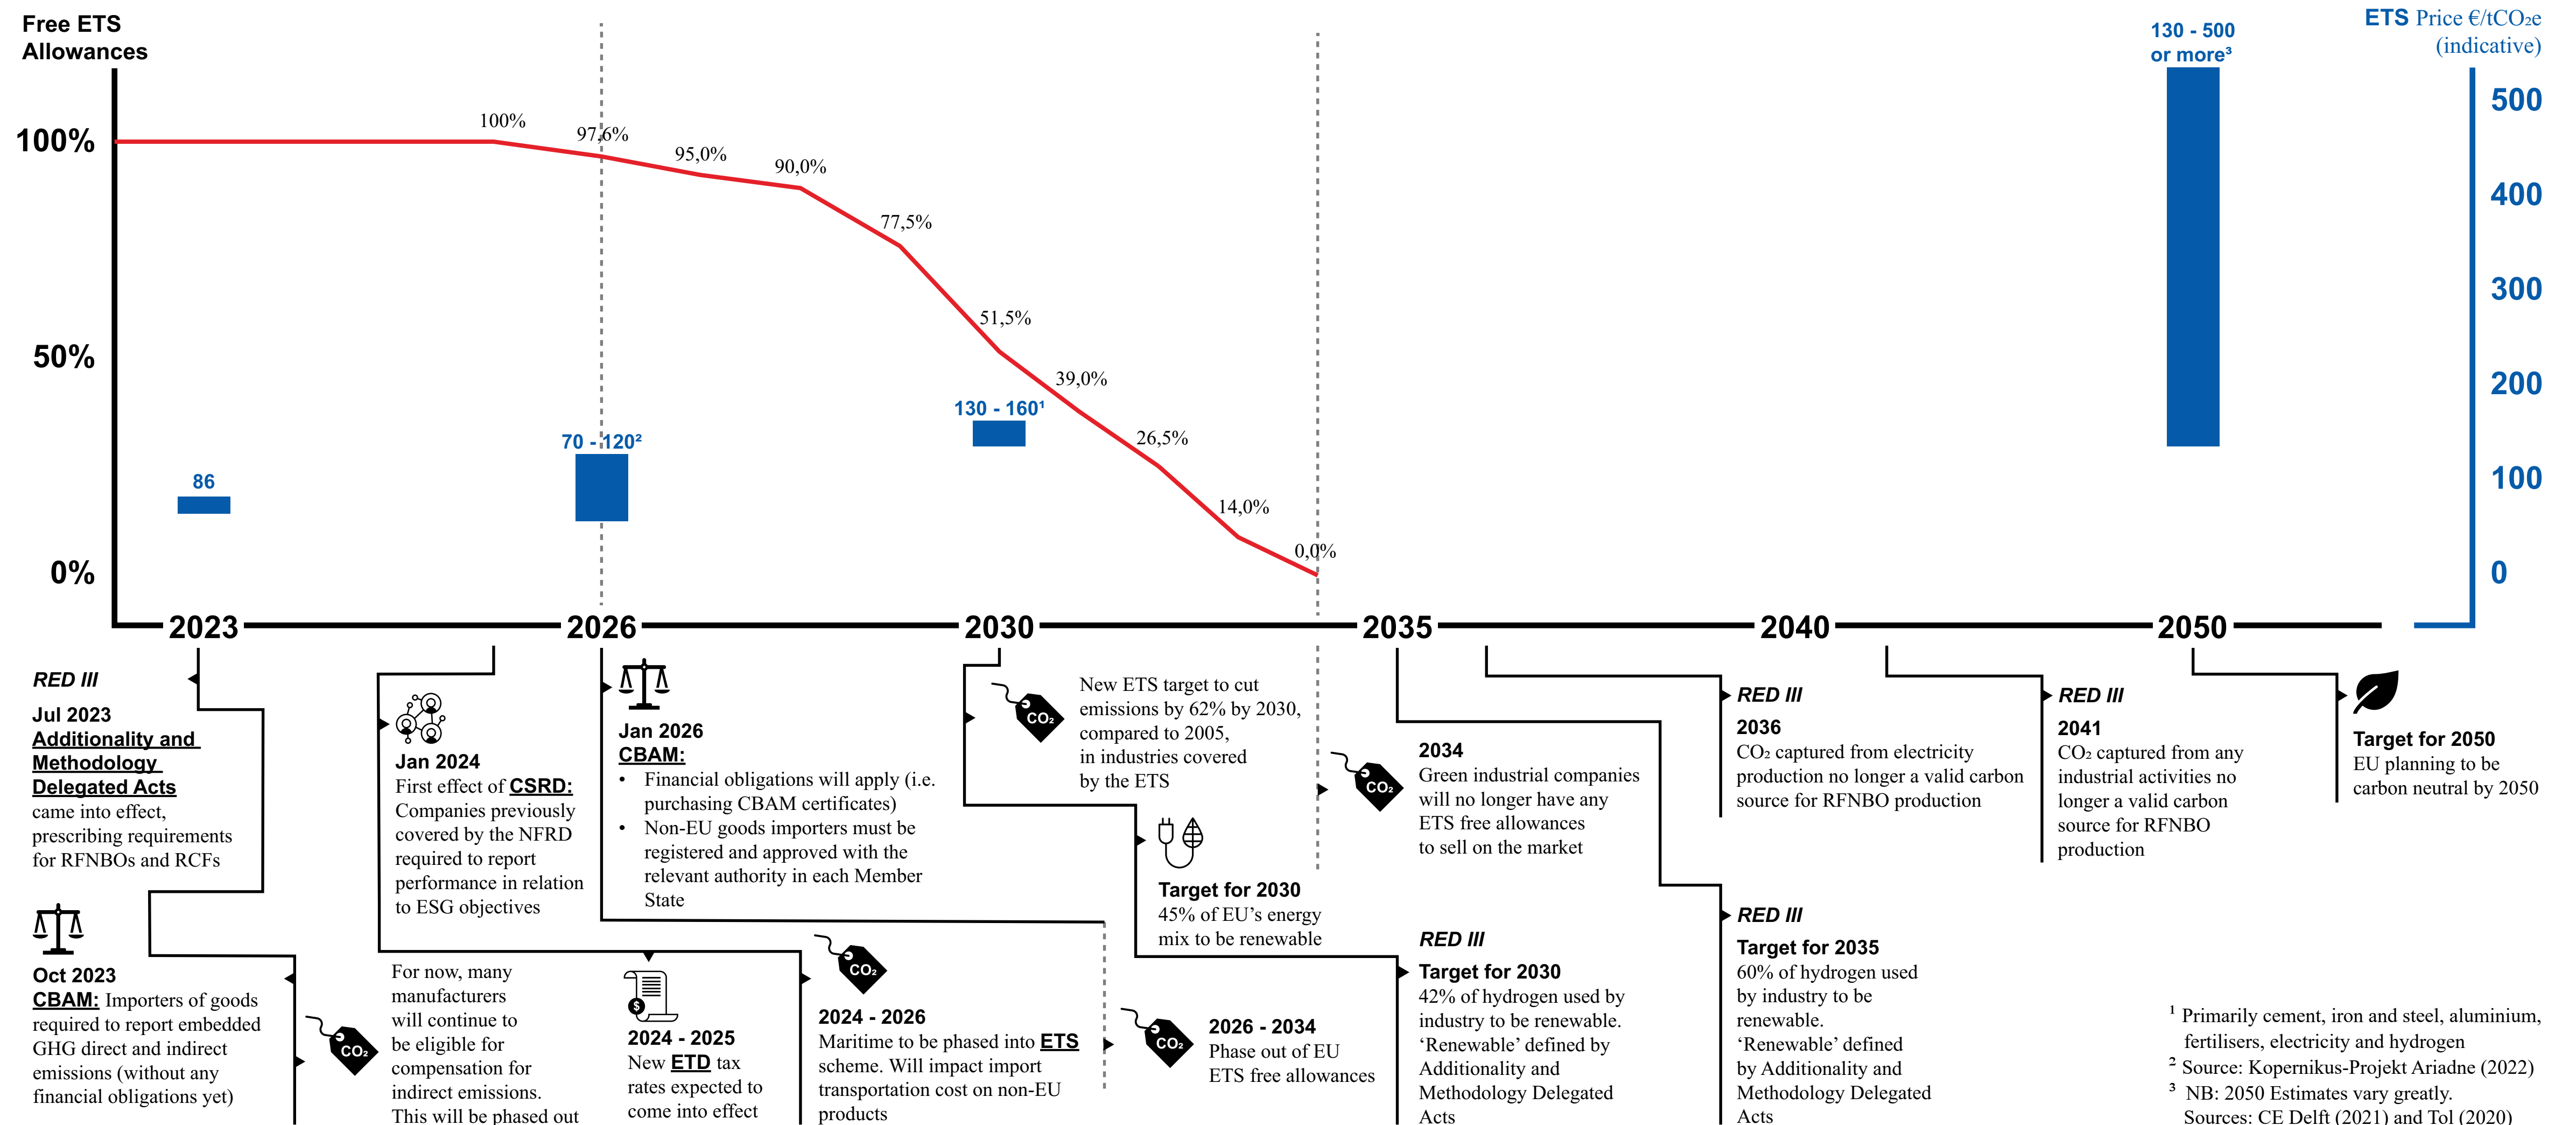 Free ETS
Allowances
ETS Price €/tCO₂e
(indicative)
130 - 500
or more³
100%
50%
0%
500
400
300
200
100
0
100%
97,6%
95,0%
90,0%
77,5%
51,5%
39,0%
26,5%
14,0%
0,0%
86
70 - 120²
130 - 160¹
2023
2026
2030
2035
2040
2050
RED III
Jul 2023
Additionality and
Methodology
Delegated Acts
came into effect,
prescribing requirements
for RFNBOs and RCFs
Oct 2023
CBAM: Importers of goods
required to report embedded
GHG direct and indirect
emissions (without any
financial obligations yet)
CO₂
For now, many
manufacturers
will continue to
be eligible for
compensation for
indirect emissions.
This will be phased out
Jan 2024
First effect of CSRD:
Companies previously
covered by the NFRD
required to report
performance in relation
to ESG objectives
$
2024 - 2025
New ETD tax
rates expected to
come into effect
CO₂
2024 - 2026
Maritime to be phased into ETS
scheme. Will impact import
transportation cost on non-EU
products
Jan 2026
CBAM:
• Financial obligations will apply (i.e.
purchasing CBAM certificates)
• Non-EU goods importers must be
registered and approved with the
relevant authority in each Member
State
CO₂
2026 - 2034
Phase out of EU
ETS free allowances
CO₂
New ETS target to cut
emissions by 62% by 2030,
compared to 2005,
in industries covered
by the ETS
Target for 2030
45% of EU’s energy
mix to be renewable
RED III
Target for 2030
42% of hydrogen used by
industry to be renewable.
‘Renewable’ defined by
Additionality and
Methodology Delegated
Acts
CO₂
2034
Green industrial companies
will no longer have any
ETS free allowances
to sell on the market
RED III
Target for 2035
60% of hydrogen used
by industry to be
renewable.
‘Renewable’ defined
by Additionality and
Methodology Delegated
Acts
RED III
2036
CO₂ captured from electricity
production no longer a valid carbon
source for RFNBO production
RED III
2041
CO₂ captured from any
industrial activities no
longer a valid carbon
source for RFNBO
production
Target for 2050
EU planning to be
carbon neutral by 2050
¹ Primarily cement, iron and steel, aluminium,
fertilisers, electricity and hydrogen
² Source: Kopernikus-Projekt Ariadne (2022)
³ NB: 2050 Estimates vary greatly.
Sources: CE Delft (2021) and Tol (2020)